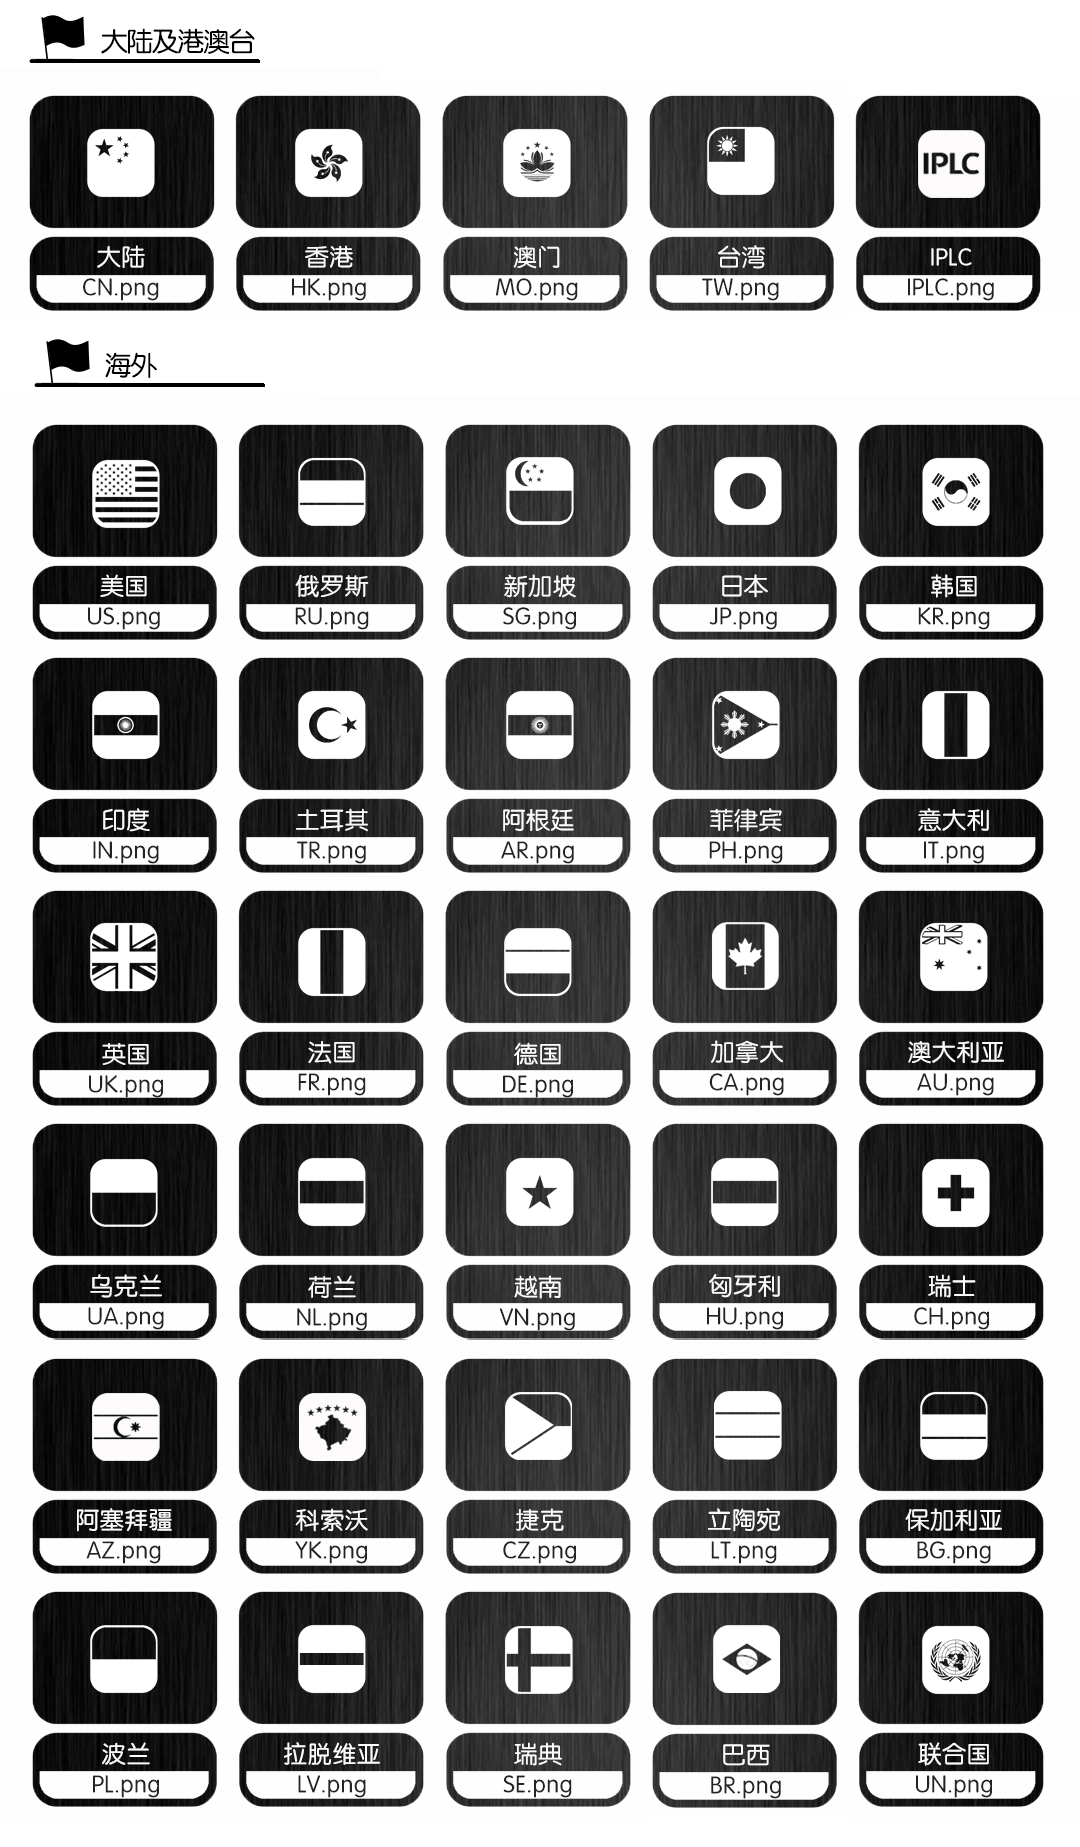 大陆及港澳台
IPLC
大陆 香港 澳门 台湾 IPLC
CN.png HK.png MO.png TW.png IPLC.png
海外
美国 俄罗斯 新加坡 日本 韩国
US.png RU.png SG.png JP.png KR.png
印度 土耳其 阿根廷 菲律宾 意大利
IN.png TR.png AR.png PH.png IT.png
英国 法国 德国 加拿大 澳大利亚
UK.png FR.png DE.png CA.png AU.png
乌克兰 荷兰 越南 匈牙利 瑞士
UA.png NL.png VN.png HU.png CH.png
阿塞拜疆 科索沃 捷克 立陶宛 保加利亚
AZ.png YK.png CZ.png LT.png BG.png
波兰 拉脱维亚 瑞典 巴西 联合国
PL.png LV.png SE.png BR.png UN.png